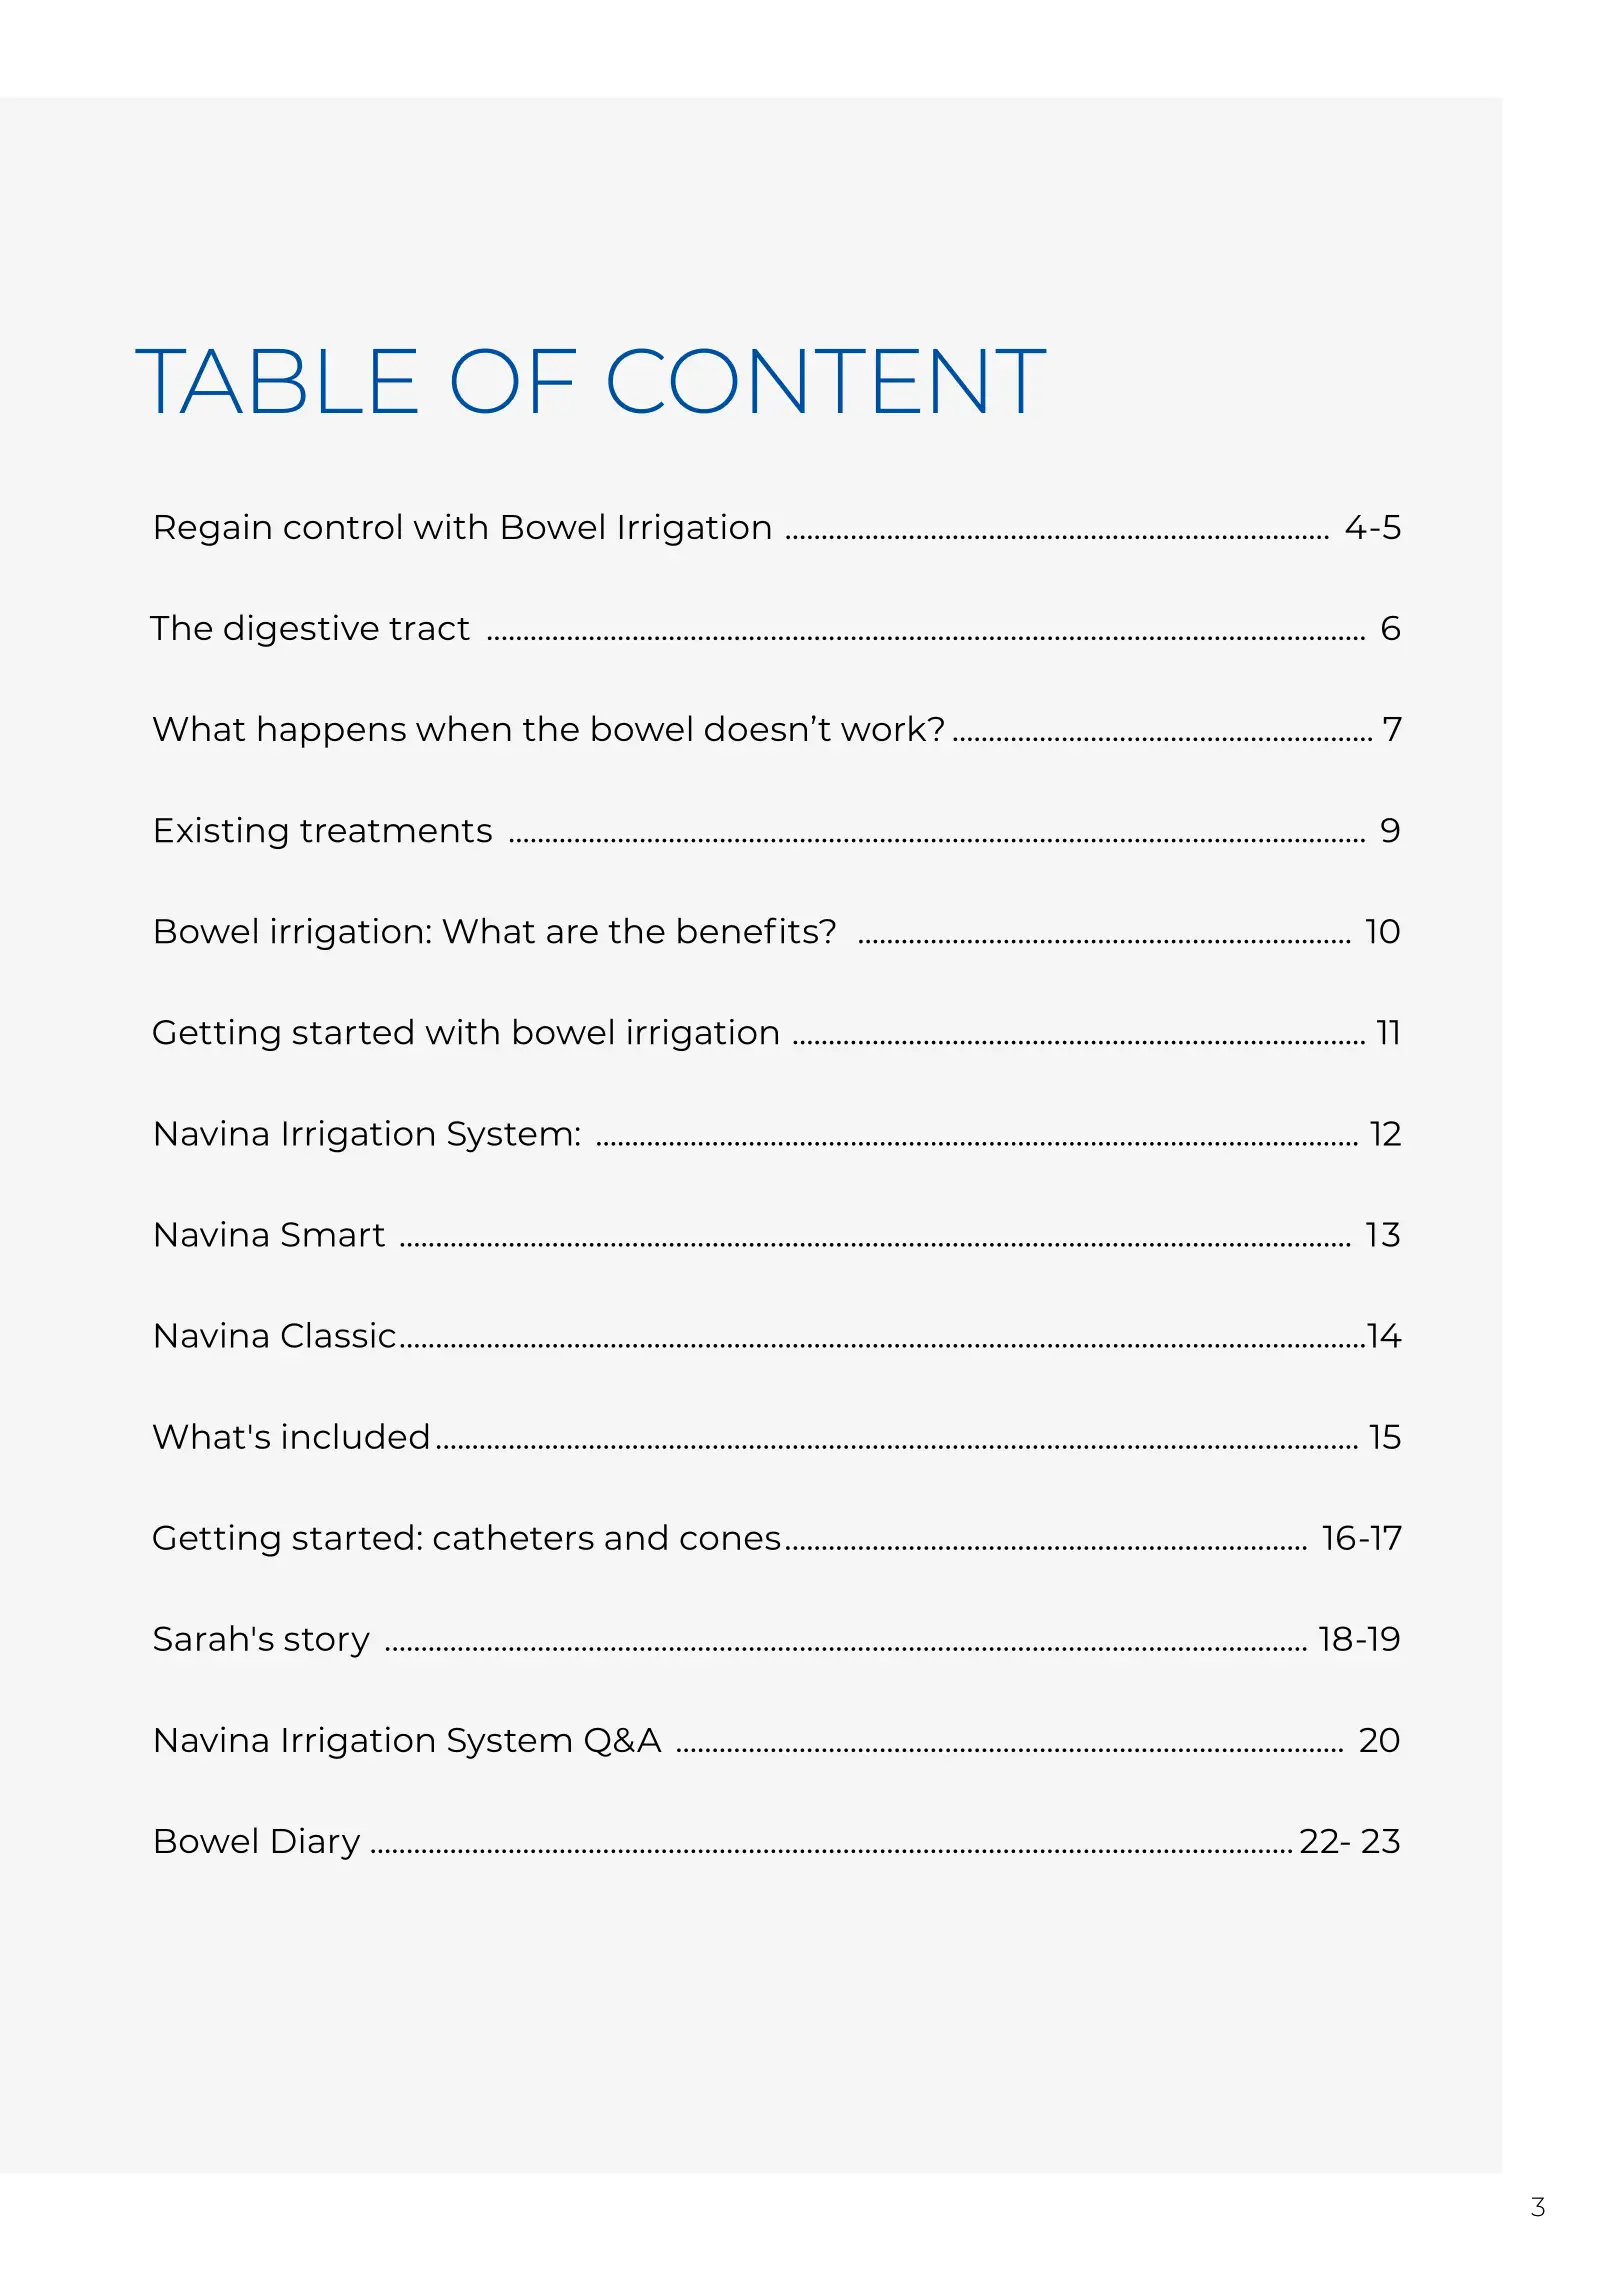 TABLE OF CONTENT
Regain control with Bowel Irrigation ........................................................................... 4-5
The digestive tract ......................................................................................................................... 6
What happens when the bowel doesn’t work? .......................................................... 7
Existing treatments ...................................................................................................................... 9
Bowel irrigation: What are the benefits? .................................................................... 10
Getting started with bowel irrigation ............................................................................... 11
Navina Irrigation System: ......................................................................................................... 12
Navina Smart ................................................................................................................................... 13
Navina Classic.....................................................................................................................................14
What's included............................................................................................................................... 15
Getting started: catheters and cones........................................................................ 16-17
Sarah's story ............................................................................................................................... 18-19
Navina Irrigation System Q&A ............................................................................................ 20
Bowel Diary ............................................................................................................................... 22- 23
3